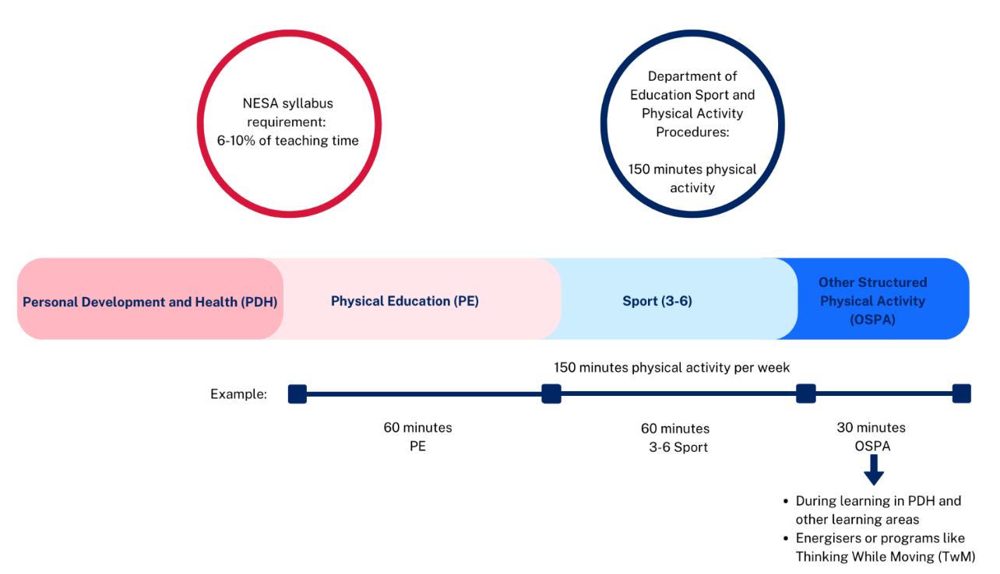 NESA syllabus
requirement:
6-10% of teaching time
Department of
Education Sport and
Physical Activity
Procedures:
150 minutes physical
activity
Personal Development and Health (PDH)
Physical Education (PE)
Sport (3-6)
Other Structured
Physical Activity
(OSPA)
150 minutes physical activity per week
Example:
60 minutes
PE
60 minutes
3-6 Sport
30 minutes
OSPA
• During learning in PDH and
other learning areas
• Energisers or programs like
Thinking While Moving (TwM)